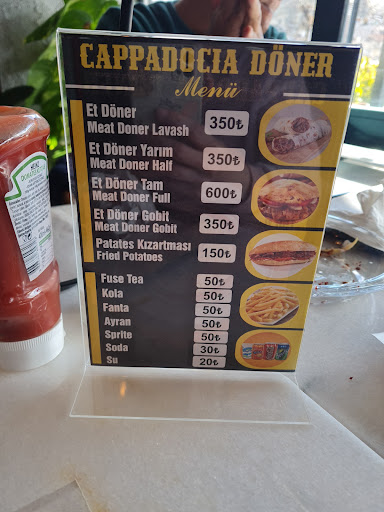 CAPPADOCIA DÖNER
Menü
Et Döner
Meat Doner Lavash 350₺
Et Döner Yarım
Meat Doner Half 350₺
Et Döner Tam
Meat Doner Full 600₺
Et Döner Gobit
Meat Doner Gobit 350₺
Patates Kızartması
Fried Potatoes 150₺
Fuse Tea 50₺
Kola 50₺
Fanta 50₺
Ayran 50₺
Sprite 50₺
Soda 30₺
Su 20₺
HEINZ